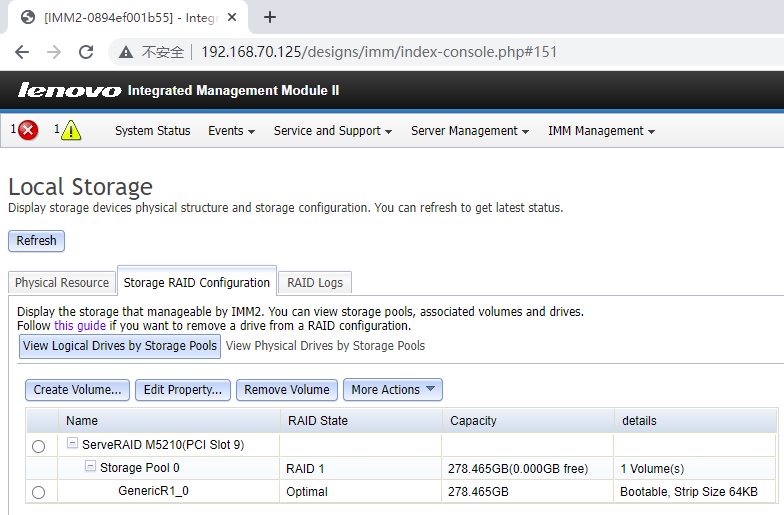 [IMM2-0894ef001b55] - Integr
不安全 192.168.70.125/designs/imm/index-console.php#151
lenovo Integrated Management Module II
1 1 System Status Events Service and Support Server Management IMM Management
Local Storage
Display storage devices physical structure and storage configuration. You can refresh to get latest status.
Refresh
Physical Resource Storage RAID Configuration RAID Logs
Display the storage that manageable by IMM2. You can view storage pools, associated volumes and drives.
Follow this guide if you want to remove a drive from a RAID configuration.
View Logical Drives by Storage Pools View Physical Drives by Storage Pools
Create Volume... Edit Property... Remove Volume More Actions
Name RAID State Capacity details
ServeRAID M5210(PCI Slot 9)
Storage Pool 0 RAID 1 278.465GB(0.000GB free) 1 Volume(s)
GenericR1_0 Optimal 278.465GB Bootable, Strip Size 64KB